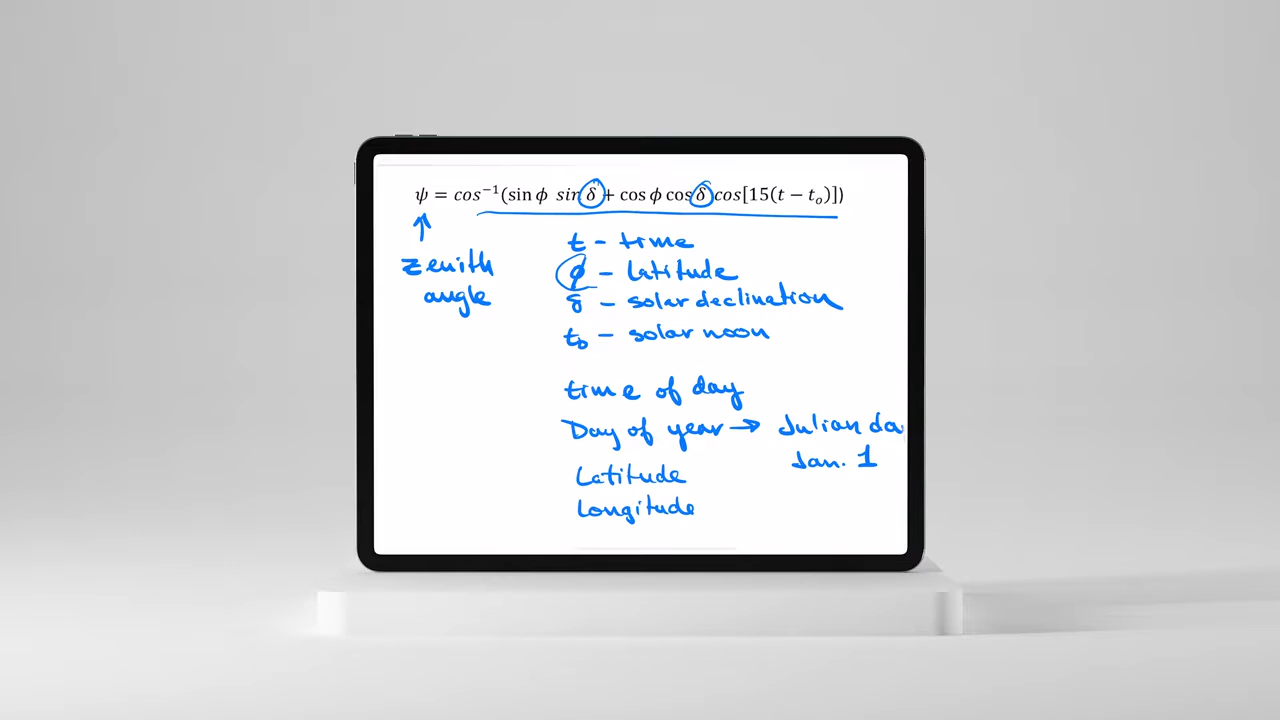 ψ = cos⁻¹(sin ϕ sin δ + cos ϕ cos δ cos[15(t − tₒ)])
zenith
angle
t - time
ϕ - latitude
δ - solar declination
tₒ - solar noon
time of day
Day of year → Julian da
Jan. 1
Latitude
Longitude